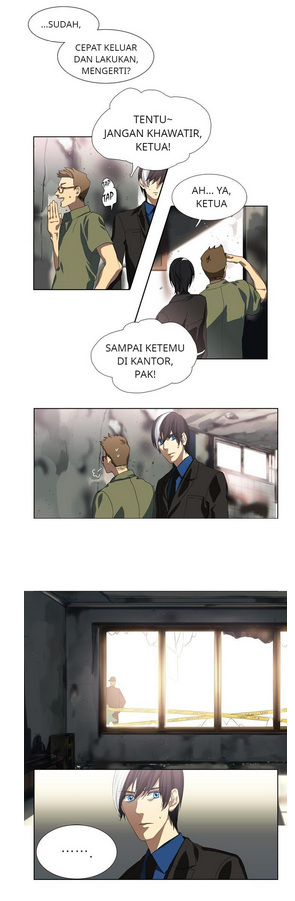 ...SUDAH,
CEPAT KELUAR
DAN LAKUKAN,
MENGERTI?
TENTU~
JANGAN KHAWATIR,
KETUA!
TAP
TAP
AH... YA,
KETUA
SAMPAI KETEMU
DI KANTOR,
PAK!
.......